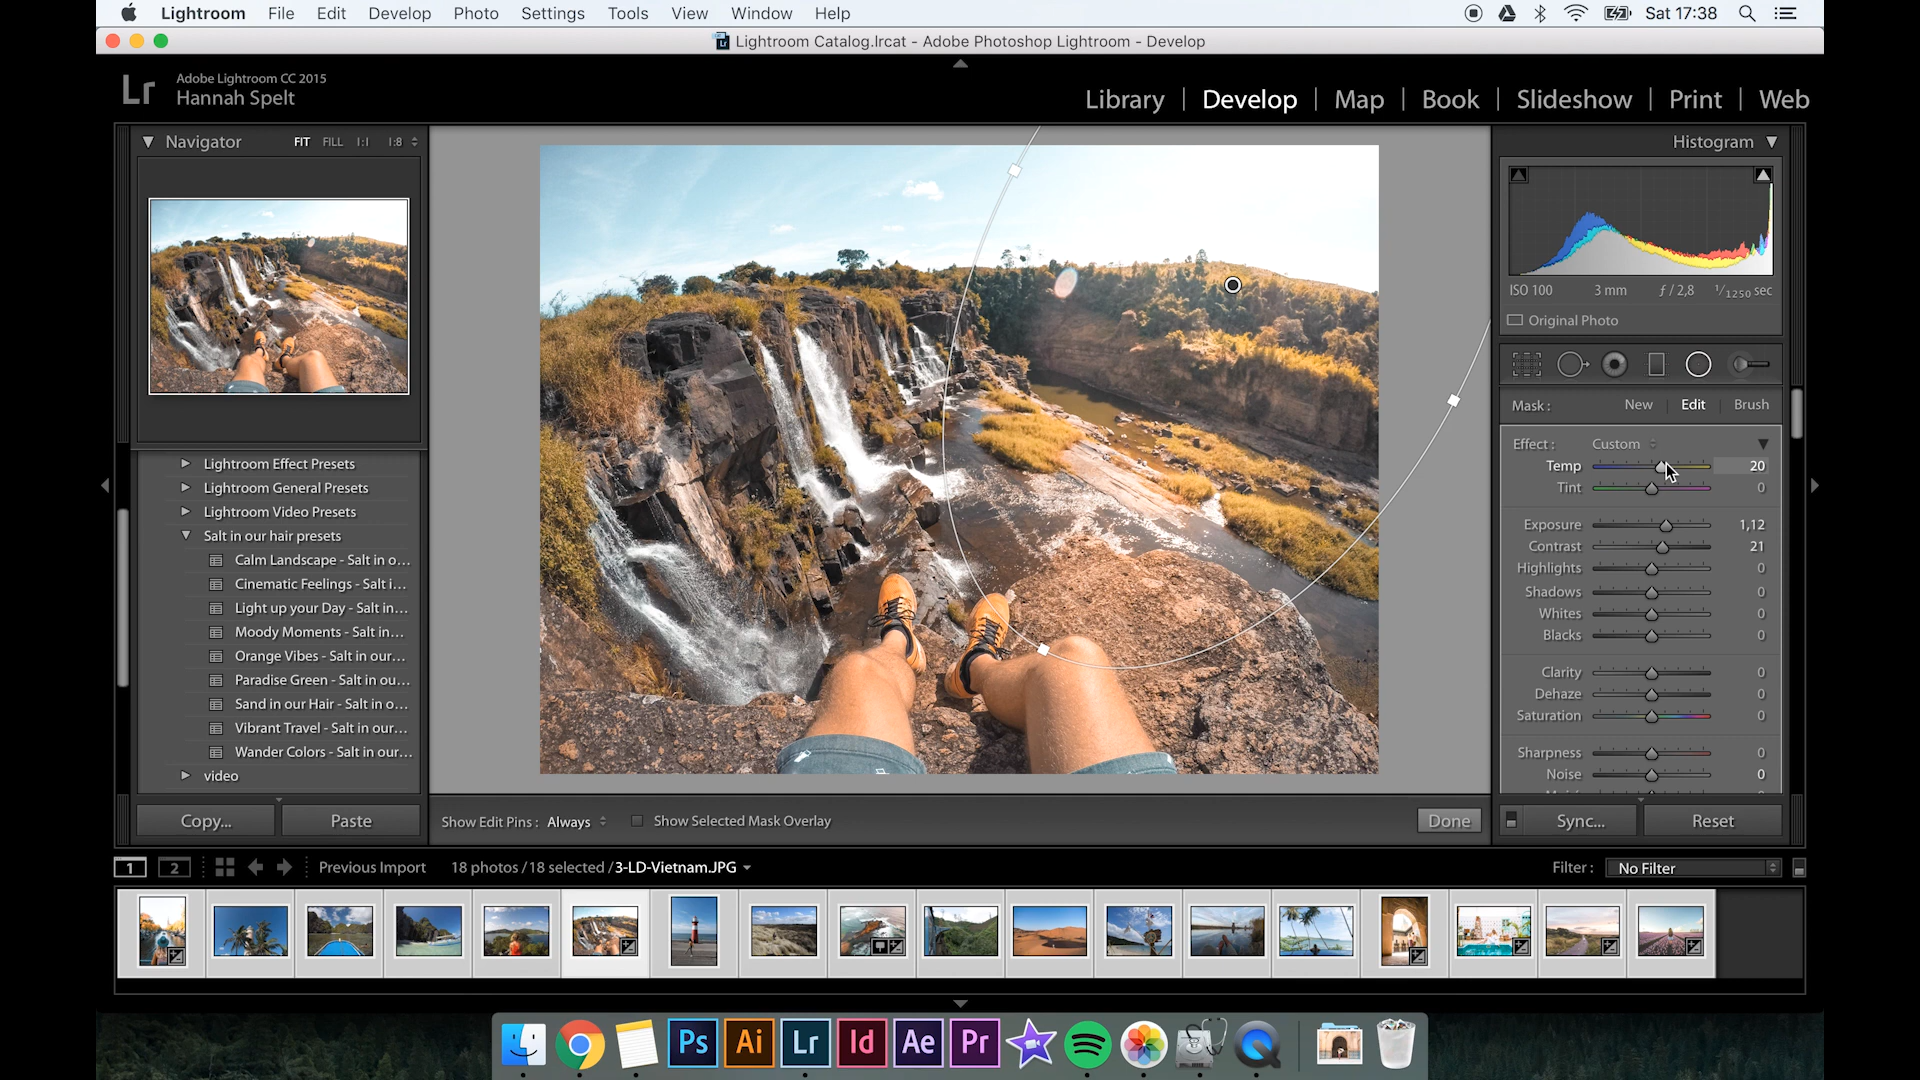 Lightroom File Edit Develop Photo Settings Tools View Window Help Sat 17:38
Lightroom Catalog.lrcat - Adobe Photoshop Lightroom - Develop
Lr
Adobe Lightroom CC 2015
Hannah Spelt
Library | Develop | Map | Book | Slideshow | Print | Web
Navigator FIT FILL 1:1 1:8
Histogram
ISO 100 3 mm ƒ / 2,8 1/1250 sec
Original Photo
Mask : New Edit Brush
Effect : Custom
Temp 20
Tint 0
Exposure 1,12
Contrast 21
Highlights 0
Shadows 0
Whites 0
Blacks 0
Clarity 0
Dehaze 0
Saturation 0
Sharpness 0
Noise 0
Lightroom Effect Presets
Lightroom General Presets
Lightroom Video Presets
Salt in our hair presets
Calm Landscape - Salt in o...
Cinematic Feelings - Salt i...
Light up your Day - Salt in...
Moody Moments - Salt in...
Orange Vibes - Salt in our...
Paradise Green - Salt in ou...
Sand in our Hair - Salt in o...
Vibrant Travel - Salt in our...
Wander Colors - Salt in our...
video
Copy... Paste
Show Edit Pins : Always Show Selected Mask Overlay Done
Sync... Reset
1 2 Previous Import 18 photos / 18 selected / 3-LD-Vietnam.JPG Filter : No Filter
Ps Ai Lr Id Ae Pr